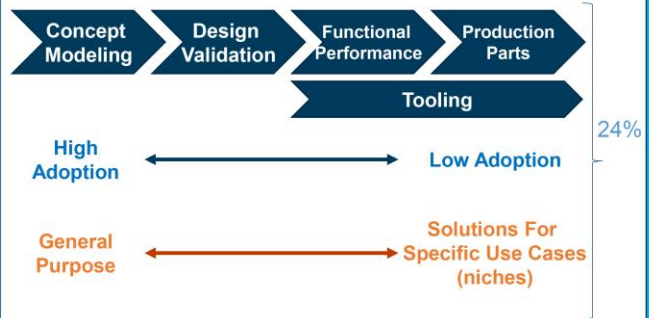 Concept
Modeling
Design
Validation
Functional
Performance
Production
Parts
Tooling
24%
High
Adoption
Low Adoption
General
Purpose
Solutions For
Specific Use Cases
(niches)